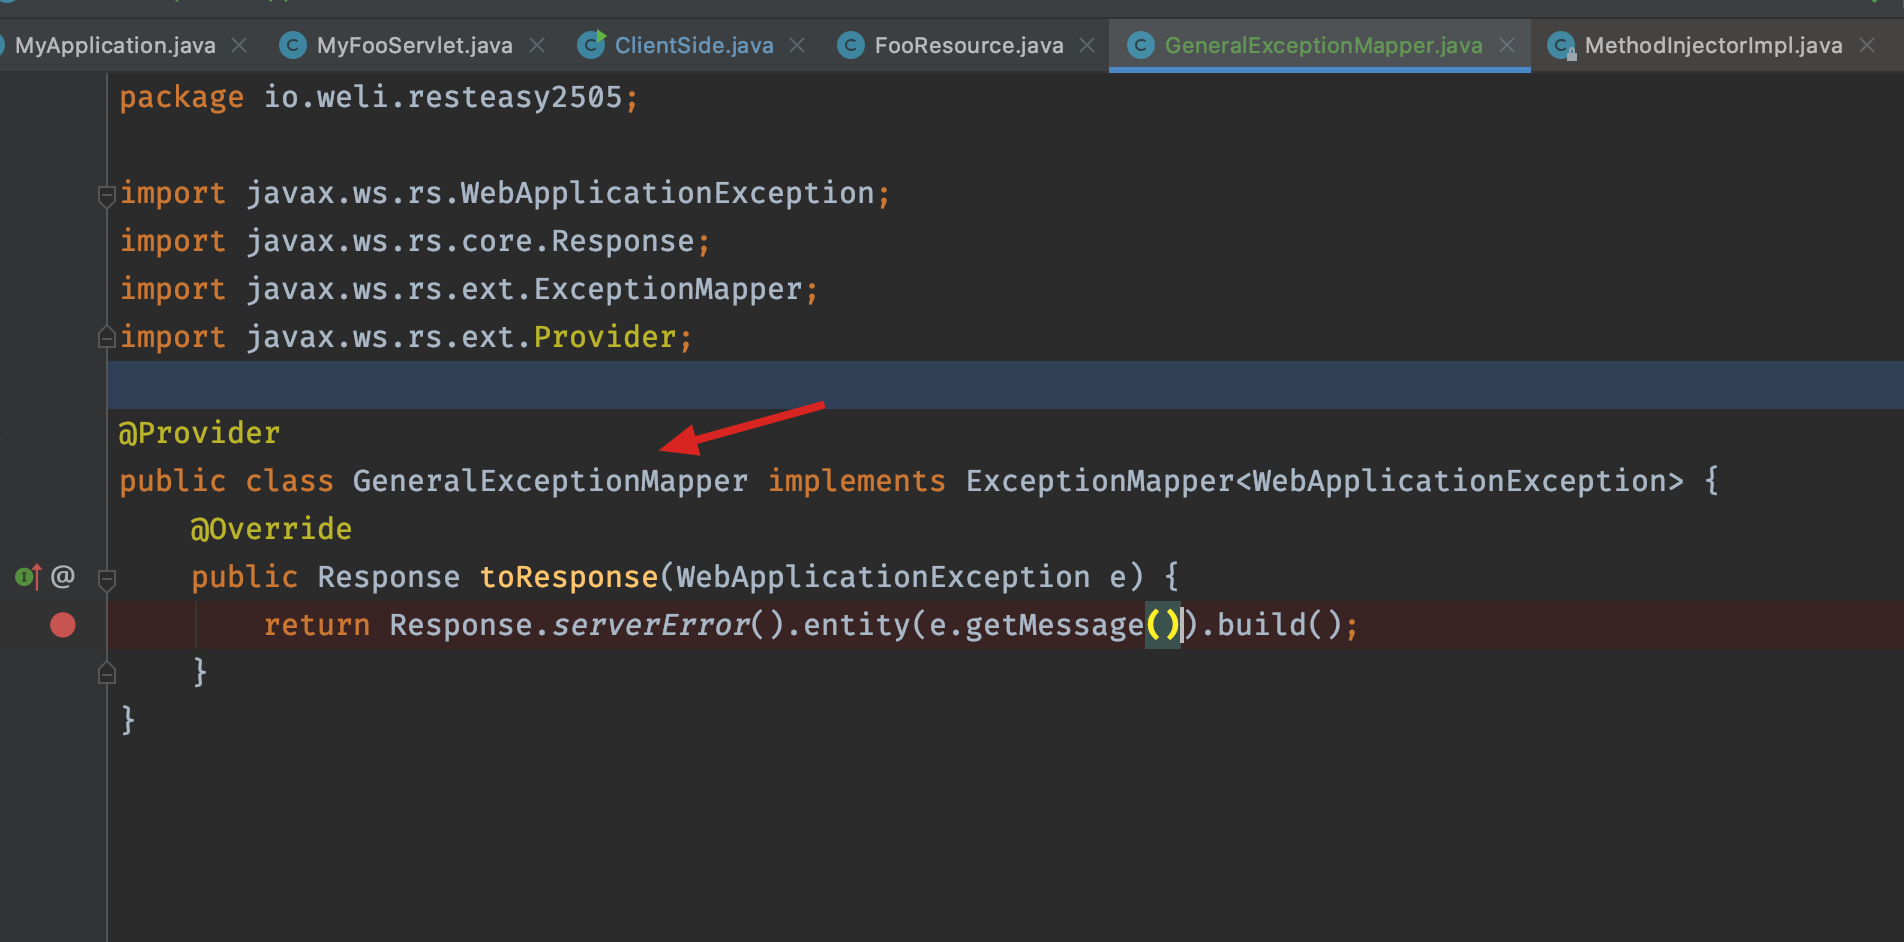 MyApplication.java MyFooServlet.java ClientSide.java FooResource.java GeneralExceptionMapper.java MethodInjectorImpl.java
package io.weli.resteasy2505;
import javax.ws.rs.WebApplicationException;
import javax.ws.rs.core.Response;
import javax.ws.rs.ext.ExceptionMapper;
import javax.ws.rs.ext.Provider;
@Provider
public class GeneralExceptionMapper implements ExceptionMapper<WebApplicationException> {
@Override
public Response toResponse(WebApplicationException e) {
return Response.serverError().entity(e.getMessage()).build();
}
}